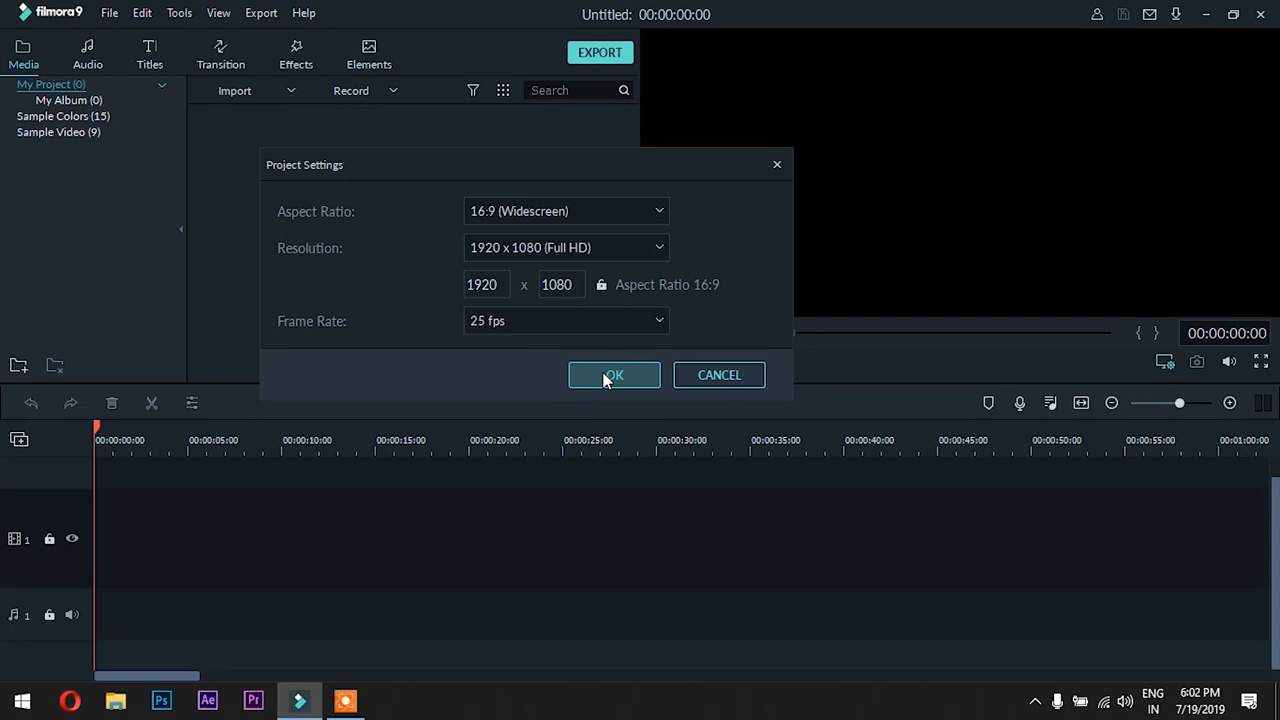 filmora9 File Edit Tools View Export Help Untitled: 00:00:00:00
Media Audio Titles Transition Effects Elements EXPORT
My Project (0) Import Record Search
My Album (0)
Sample Colors (15)
Sample Video (9)
Project Settings
Aspect Ratio: 16:9 (Widescreen)
Resolution: 1920 x 1080 (Full HD)
1920 x 1080 Aspect Ratio 16:9
Frame Rate: 25 fps
{ } 00:00:00:00
OK CANCEL
00:00:00:00 00:00:05:00 00:00:10:00 00:00:15:00 00:00:20:00 00:00:25:00 00:00:30:00 00:00:35:00 00:00:40:00 00:00:45:00 00:00:50:00 00:00:55:00 00:01:00:00
1
1
Ps Ae Pr ENG 6:02 PM
IN 7/19/2019